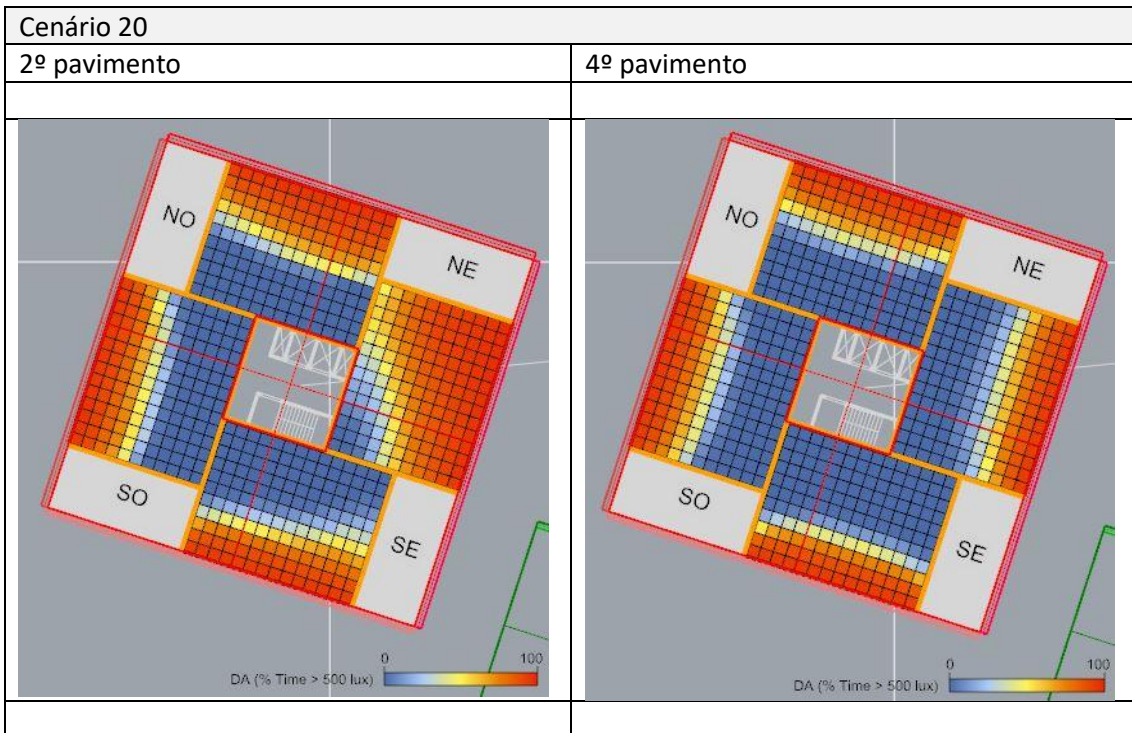 Cenário 20
2º pavimento
4º pavimento
NO
NE
SO
SE
0
100
DA (% Time > 500 lux)
NO
NE
SO
SE
0
100
DA (% Time > 500 lux)